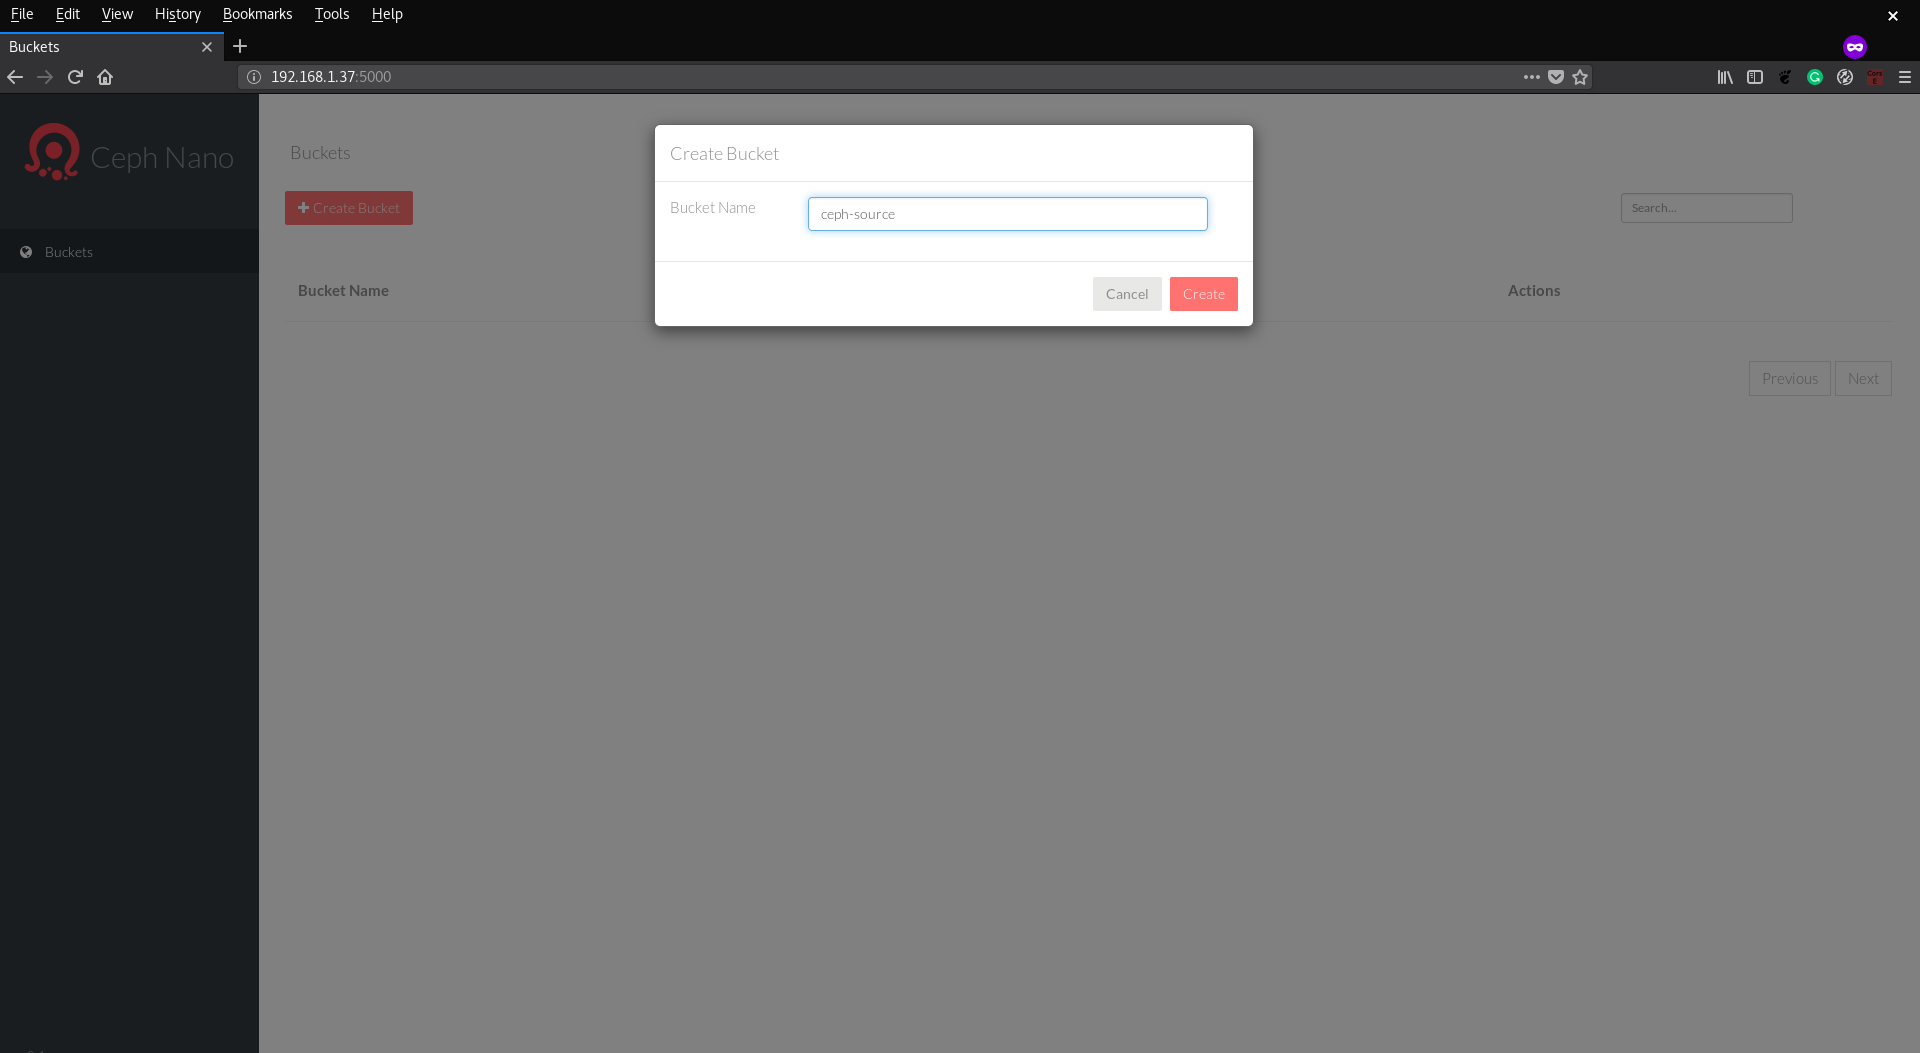 File Edit View History Bookmarks Tools Help
Buckets
192.168.1.37:5000
Ceph Nano
Buckets
Buckets
Create Bucket
Search...
Bucket Name
Actions
Previous Next
Create Bucket
Bucket Name
ceph-source
Cancel Create